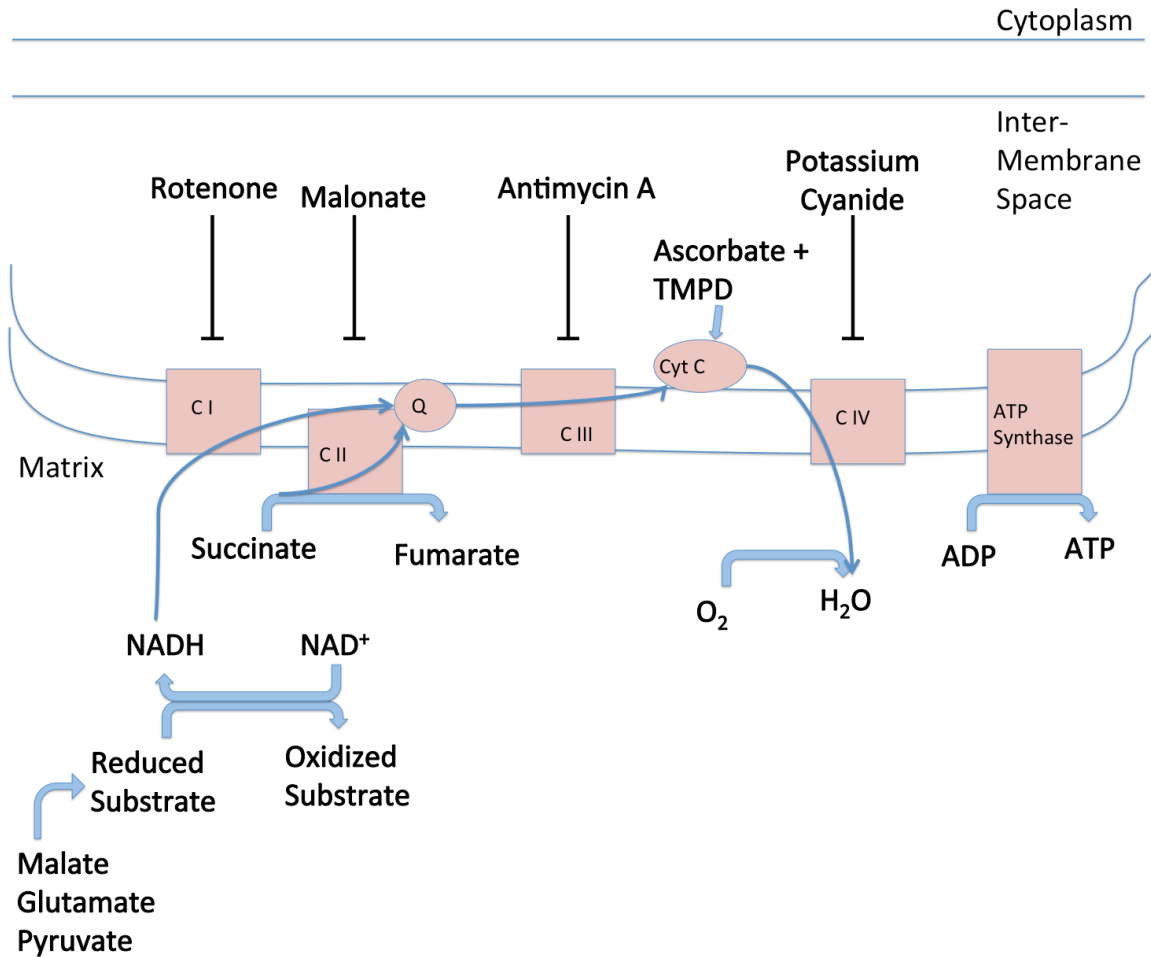 Cytoplasm
Inter-
Membrane
Space
Rotenone
Malonate
Antimycin A
Potassium
Cyanide
Ascorbate +
TMPD
Cyt C
C I
Q
C II
C III
C IV
ATP
Synthase
Matrix
Succinate
Fumarate
O₂
H₂O
ADP
ATP
NADH
NAD⁺
Reduced
Substrate
Oxidized
Substrate
Malate
Glutamate
Pyruvate